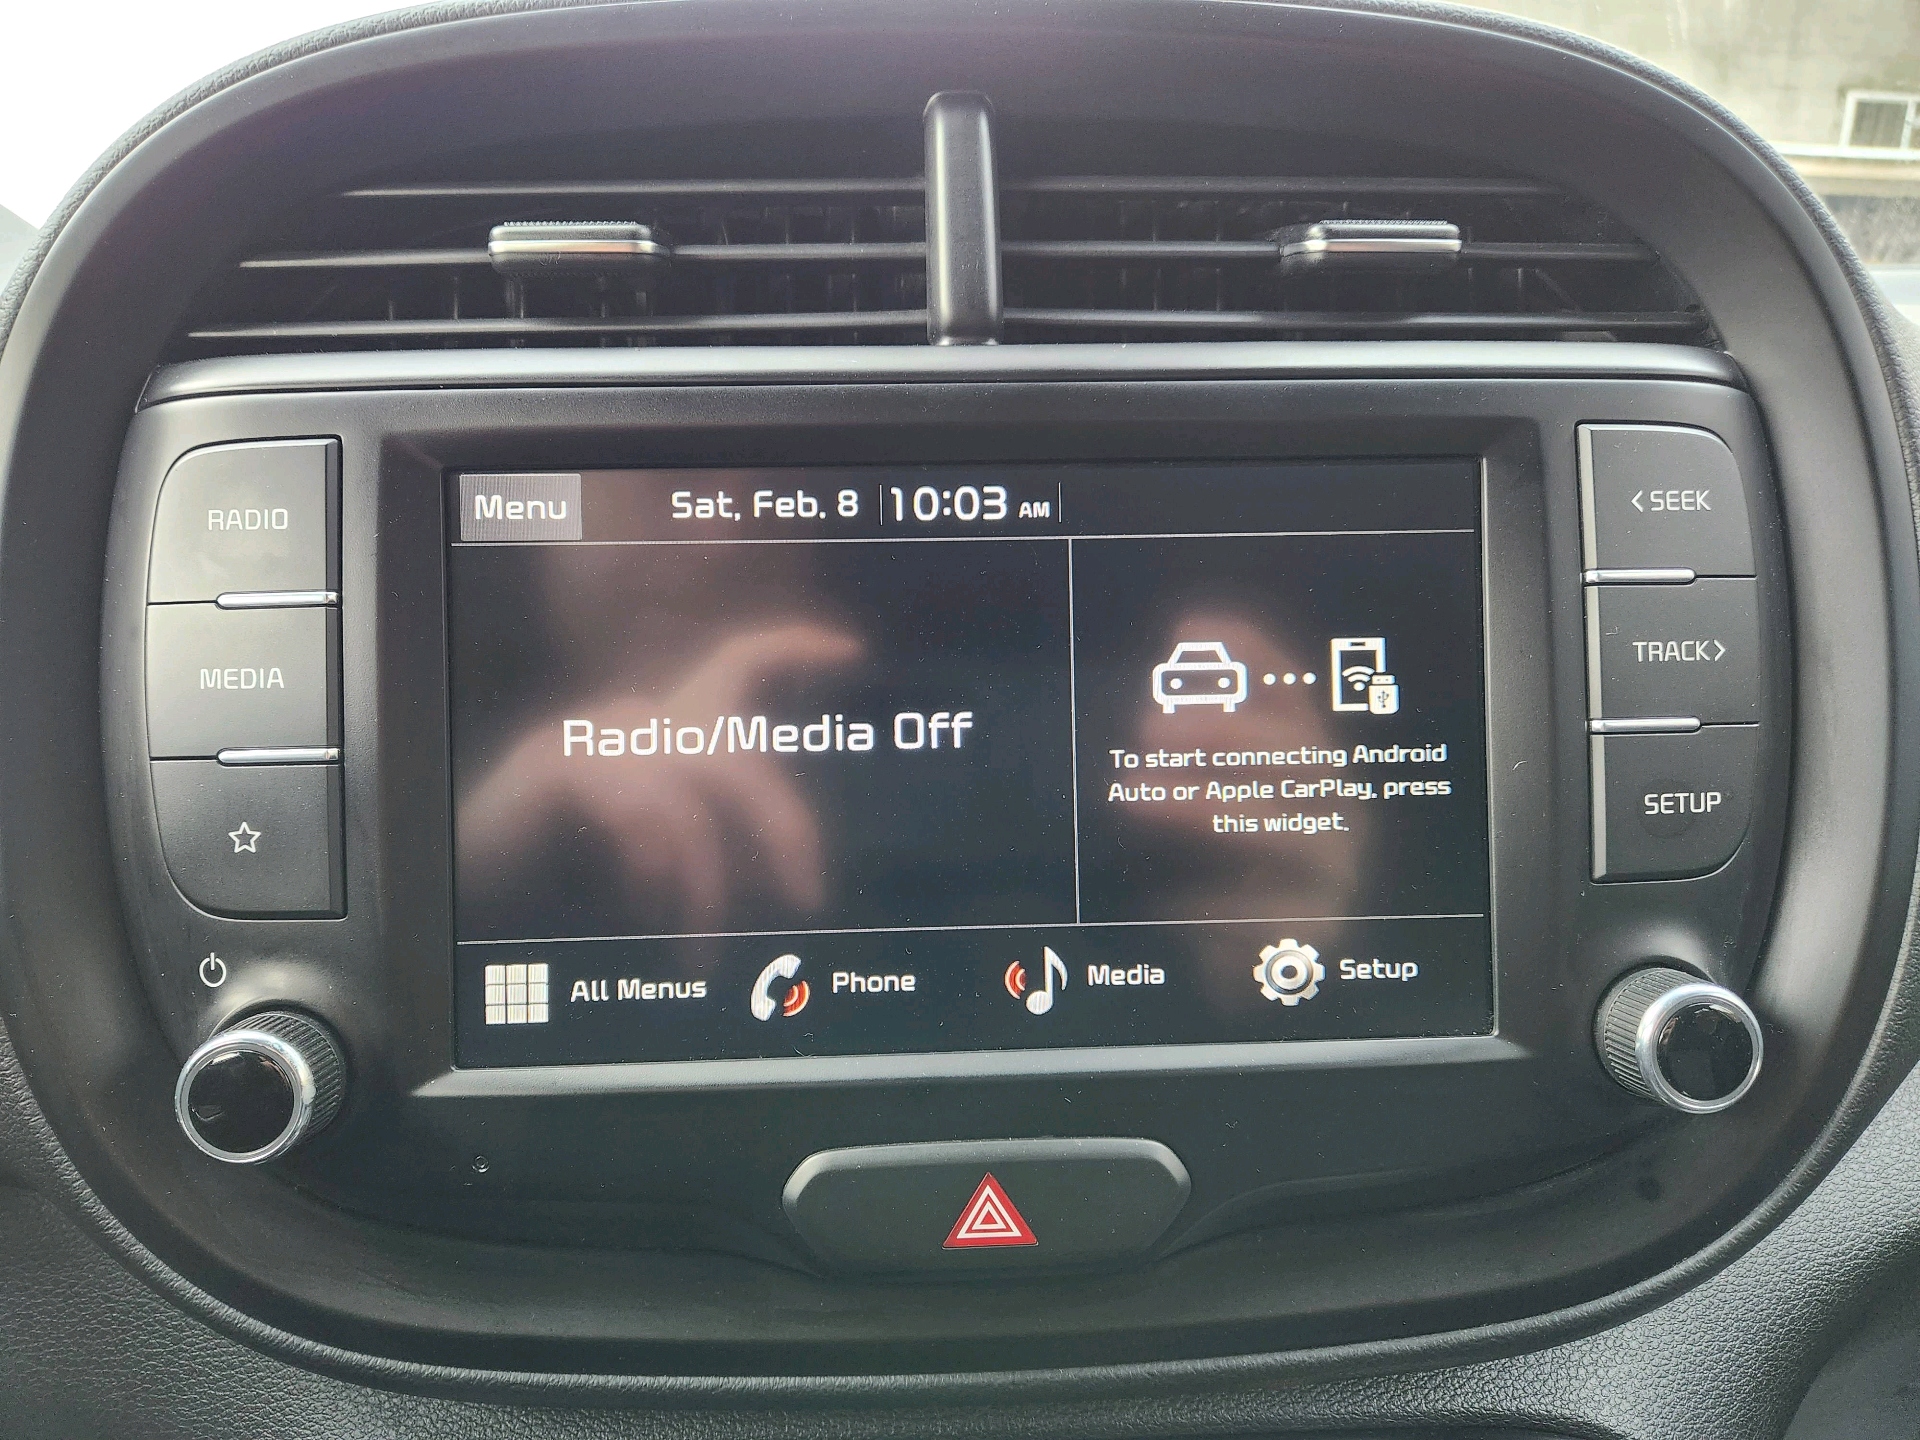 RADIO
MEDIA
Menu
Sat, Feb. 8
10:03 AM
Radio/Media Off
To start connecting Android
Auto or Apple CarPlay, press
this widget.
All Menus
Phone
Media
Setup
<SEEK
TRACK>
SETUP